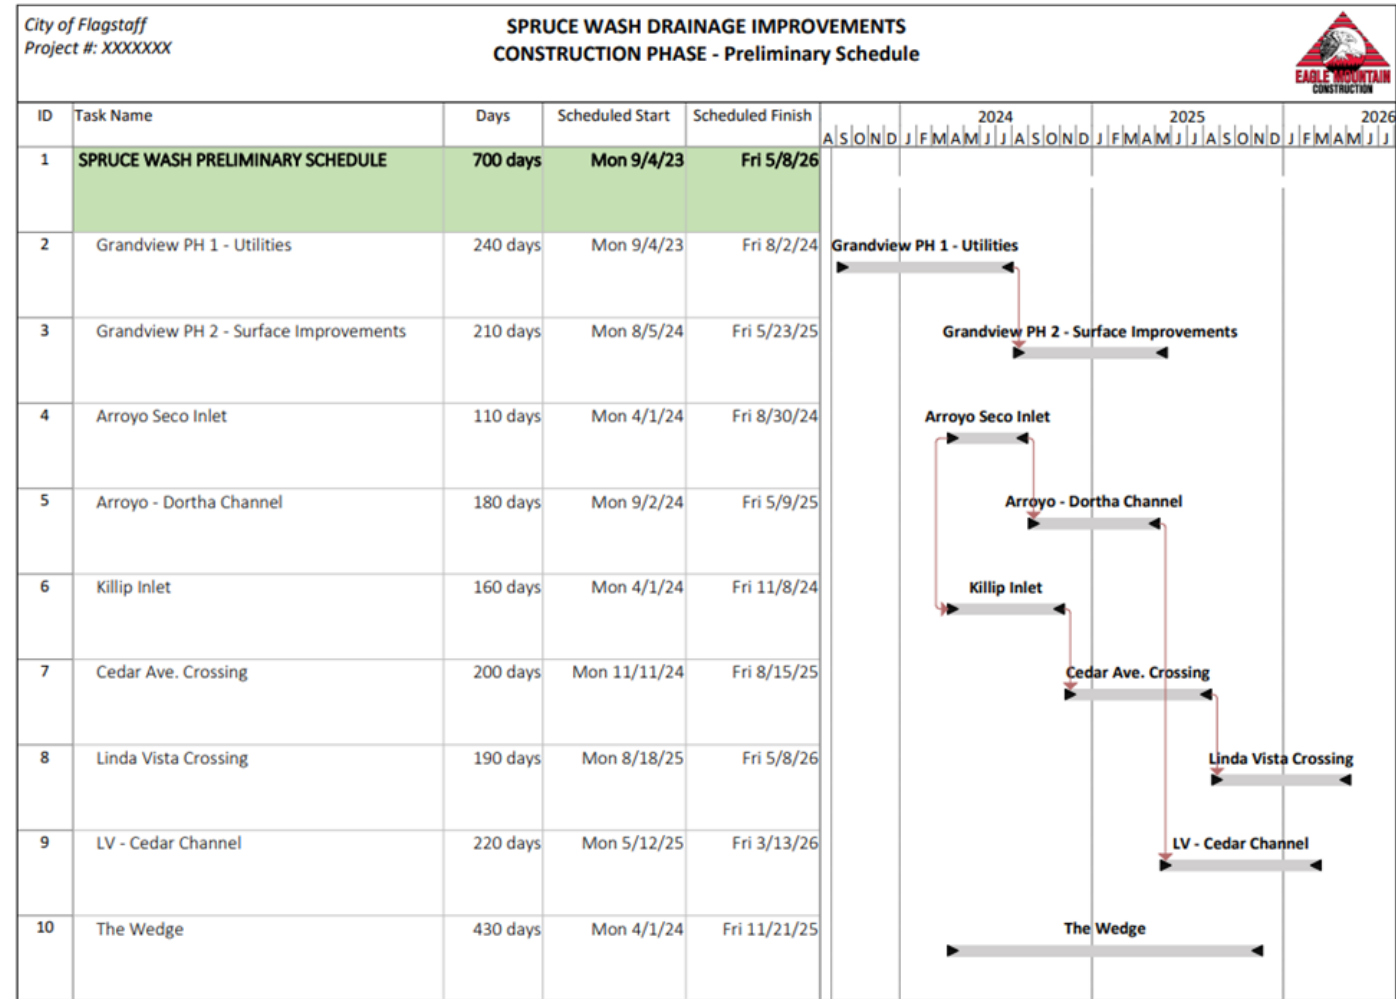 City of Flagstaff
Project #: XXXXXXX
SPRUCE WASH DRAINAGE IMPROVEMENTS
CONSTRUCTION PHASE - Preliminary Schedule
EAGLE MOUNTAIN
CONSTRUCTION
ID Task Name Days Scheduled Start Scheduled Finish 2024 2025 2026
A S O N D J F M A M J J A S O N D J F M A M J J A S O N D J F M A M J J
1 SPRUCE WASH PRELIMINARY SCHEDULE 700 days Mon 9/4/23 Fri 5/8/26
2 Grandview PH 1 - Utilities 240 days Mon 9/4/23 Fri 8/2/24 Grandview PH 1 - Utilities
3 Grandview PH 2 - Surface Improvements 210 days Mon 8/5/24 Fri 5/23/25 Grandview PH 2 - Surface Improvements
4 Arroyo Seco Inlet 110 days Mon 4/1/24 Fri 8/30/24 Arroyo Seco Inlet
5 Arroyo - Dortha Channel 180 days Mon 9/2/24 Fri 5/9/25 Arroyo - Dortha Channel
6 Killip Inlet 160 days Mon 4/1/24 Fri 11/8/24 Killip Inlet
7 Cedar Ave. Crossing 200 days Mon 11/11/24 Fri 8/15/25 Cedar Ave. Crossing
8 Linda Vista Crossing 190 days Mon 8/18/25 Fri 5/8/26 Linda Vista Crossing
9 LV - Cedar Channel 220 days Mon 5/12/25 Fri 3/13/26 LV - Cedar Channel
10 The Wedge 430 days Mon 4/1/24 Fri 11/21/25 The Wedge